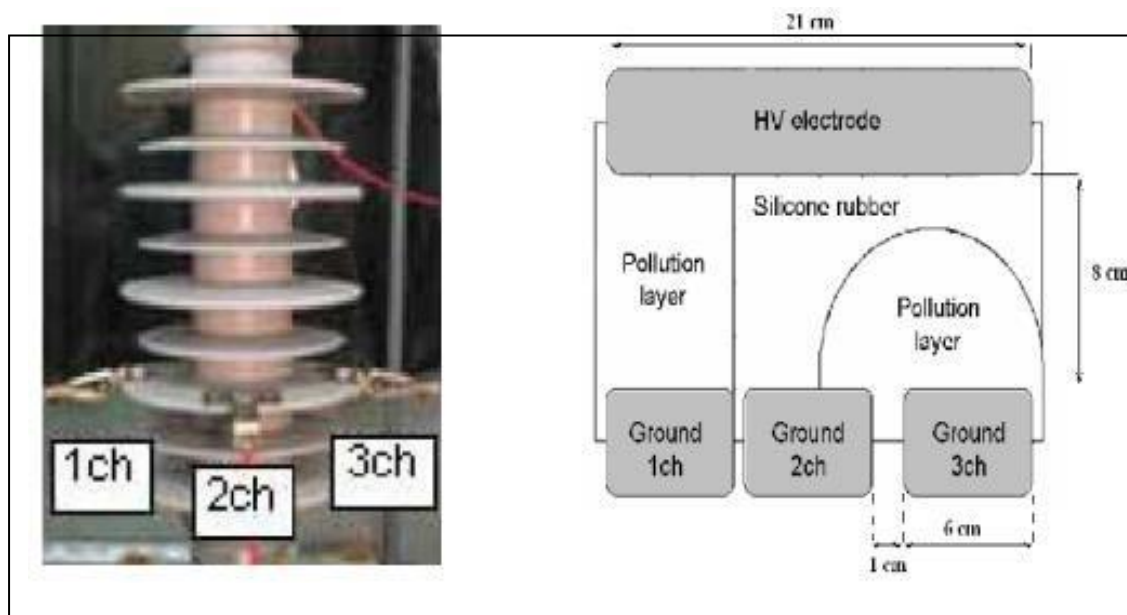 1ch
2ch
3ch
21 cm
HV electrode
Silicone rubber
Pollution
layer
8 cm
Pollution
layer
Ground
1ch
Ground
2ch
Ground
3ch
1 cm
6 cm